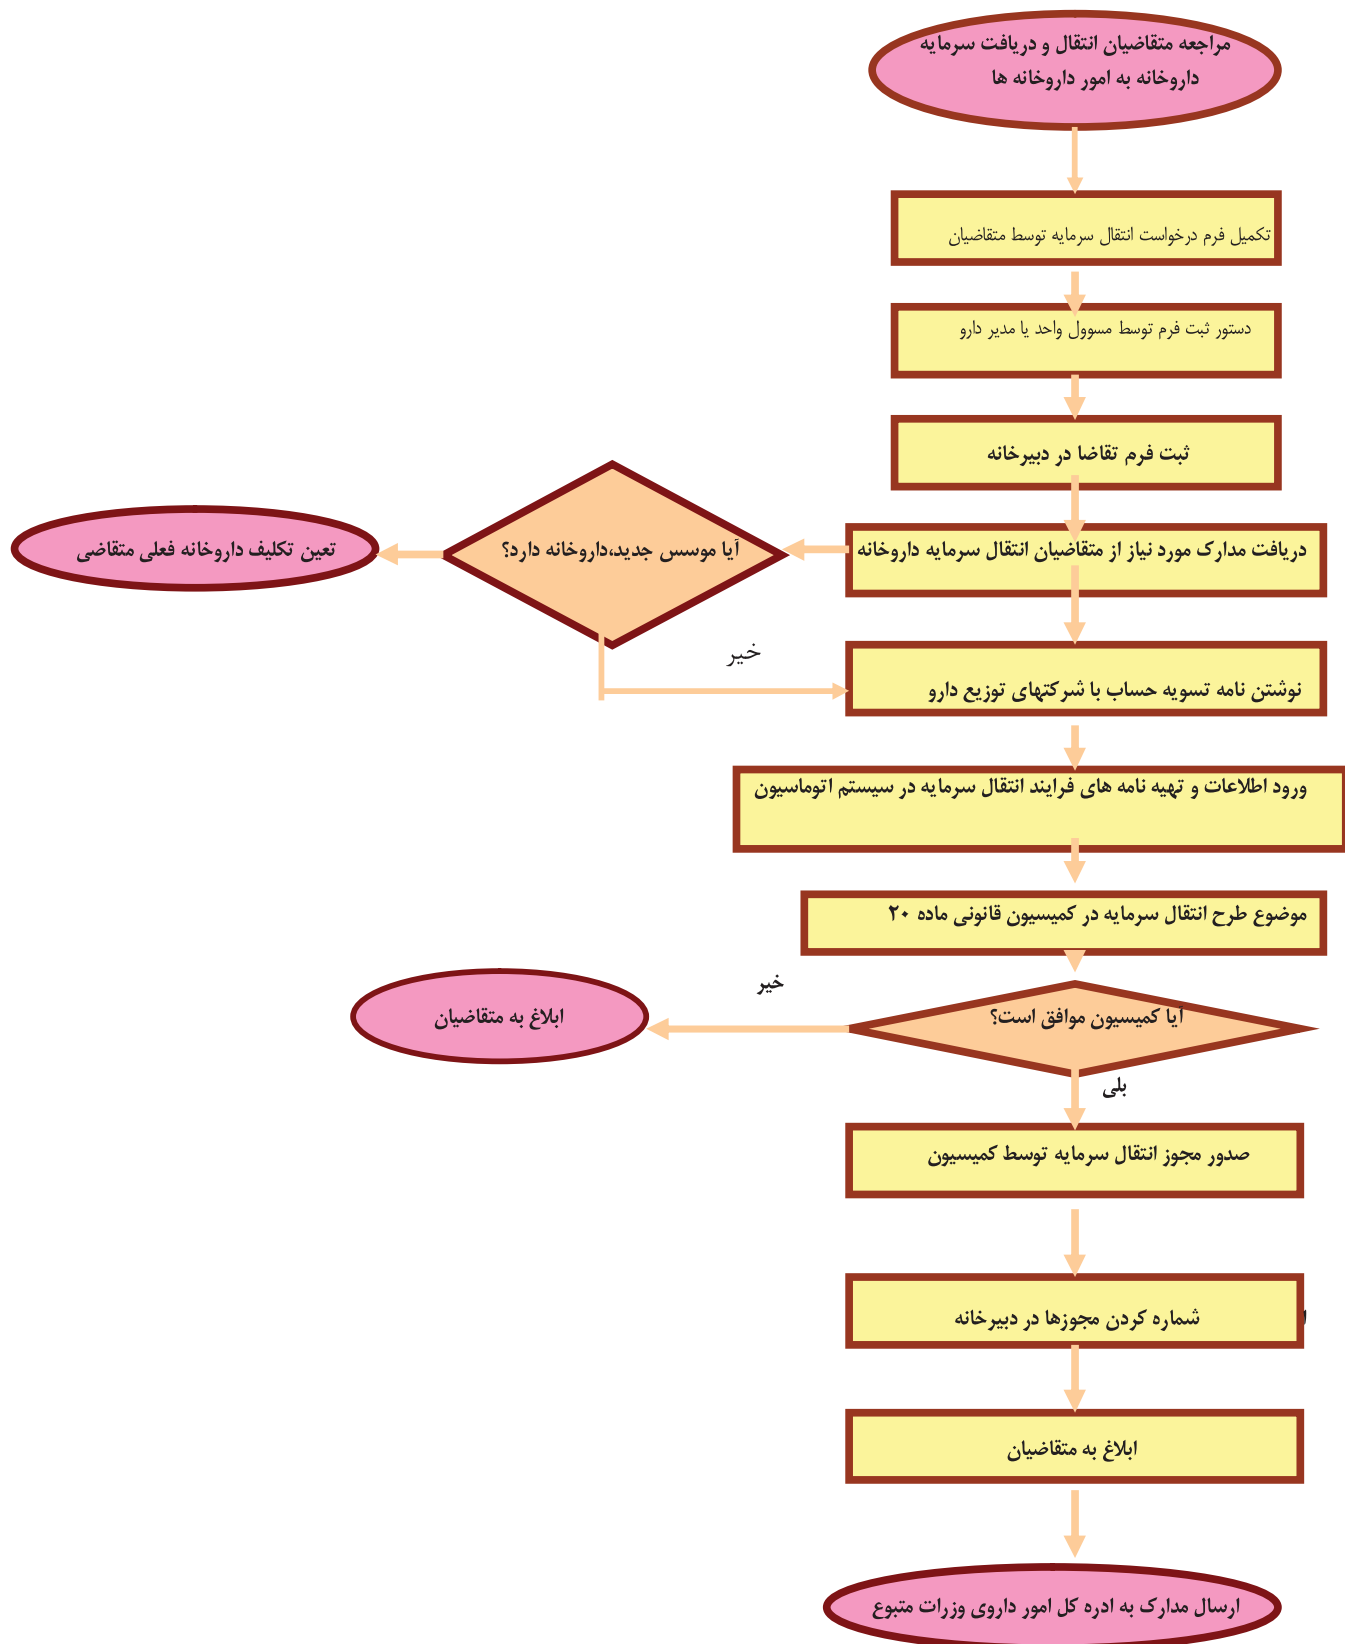 مراجعه متقاضیان انتقال و دریافت سرمایه
داروخانه به امور داروخانه ها
تکمیل فرم درخواست انتقال سرمایه توسط متقاضیان
دستور ثبت فرم توسط مسوول واحد یا مدیر دارو
ثبت فرم تقاضا در دبیرخانه
دریافت مدارک مورد نیاز از متقاضیان انتقال سرمایه داروخانه
آیا موسس جدید،داروخانه دارد؟
تعین تکلیف داروخانه فعلی متقاضی
خیر
نوشتن نامه تسویه حساب با شرکتهای توزیع دارو
ورود اطلاعات و تهیه نامه های فرایند انتقال سرمایه در سیستم اتوماسیون
موضوع طرح انتقال سرمایه در کمیسیون قانونی ماده ۲۰
آیا کمیسیون موافق است؟
خیر
ابلاغ به متقاضیان
بلی
صدور مجوز انتقال سرمایه توسط کمیسیون
شماره کردن مجوزها در دبیرخانه
ابلاغ به متقاضیان
ارسال مدارک به ادره کل امور داروی وزرات متبوع